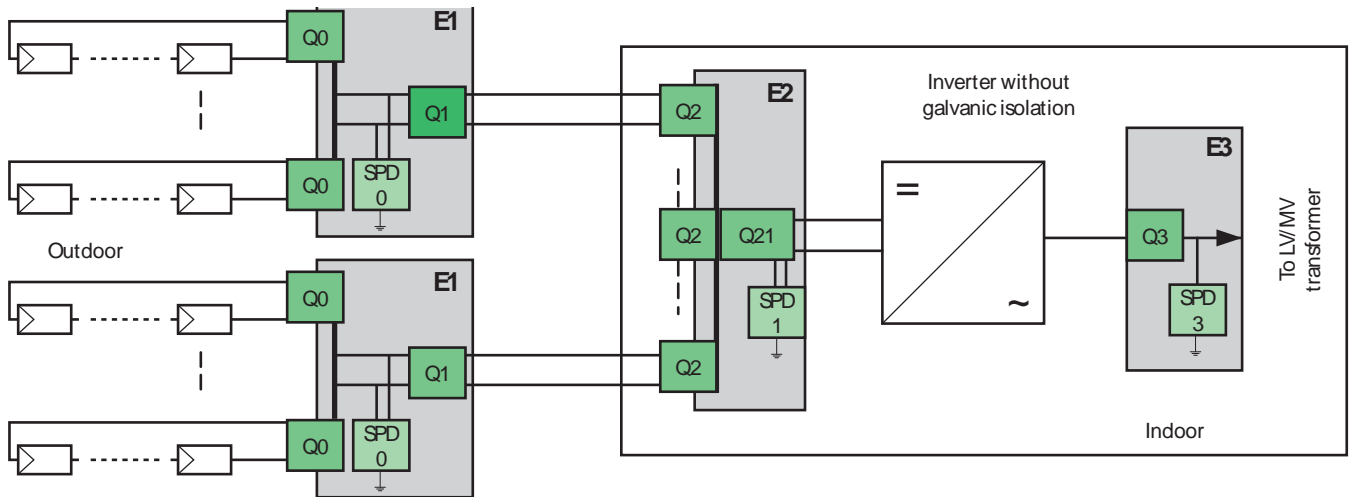 E1
Q0
Q1
SPD
0
Q0
Outdoor
E1
Q0
Q1
SPD
0
Q0
Inverter without
galvanic isolation
E2
Q2
Q2
Q21
SPD
1
Q2
=
~
E3
Q3
SPD
3
To LV/MV
transformer
Indoor